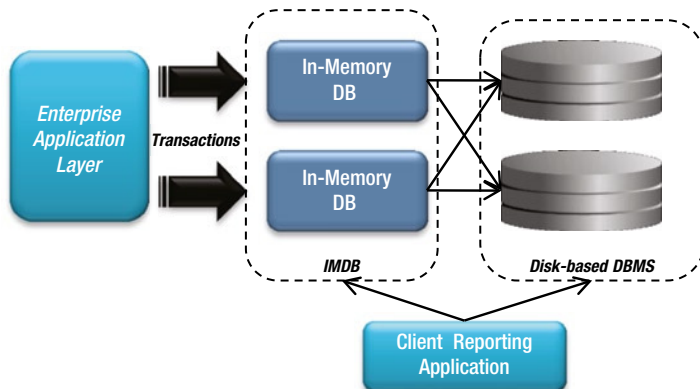 Enterprise
Application
Layer
Transactions
In-Memory
DB
In-Memory
DB
IMDB
Disk-based DBMS
Client Reporting
Application